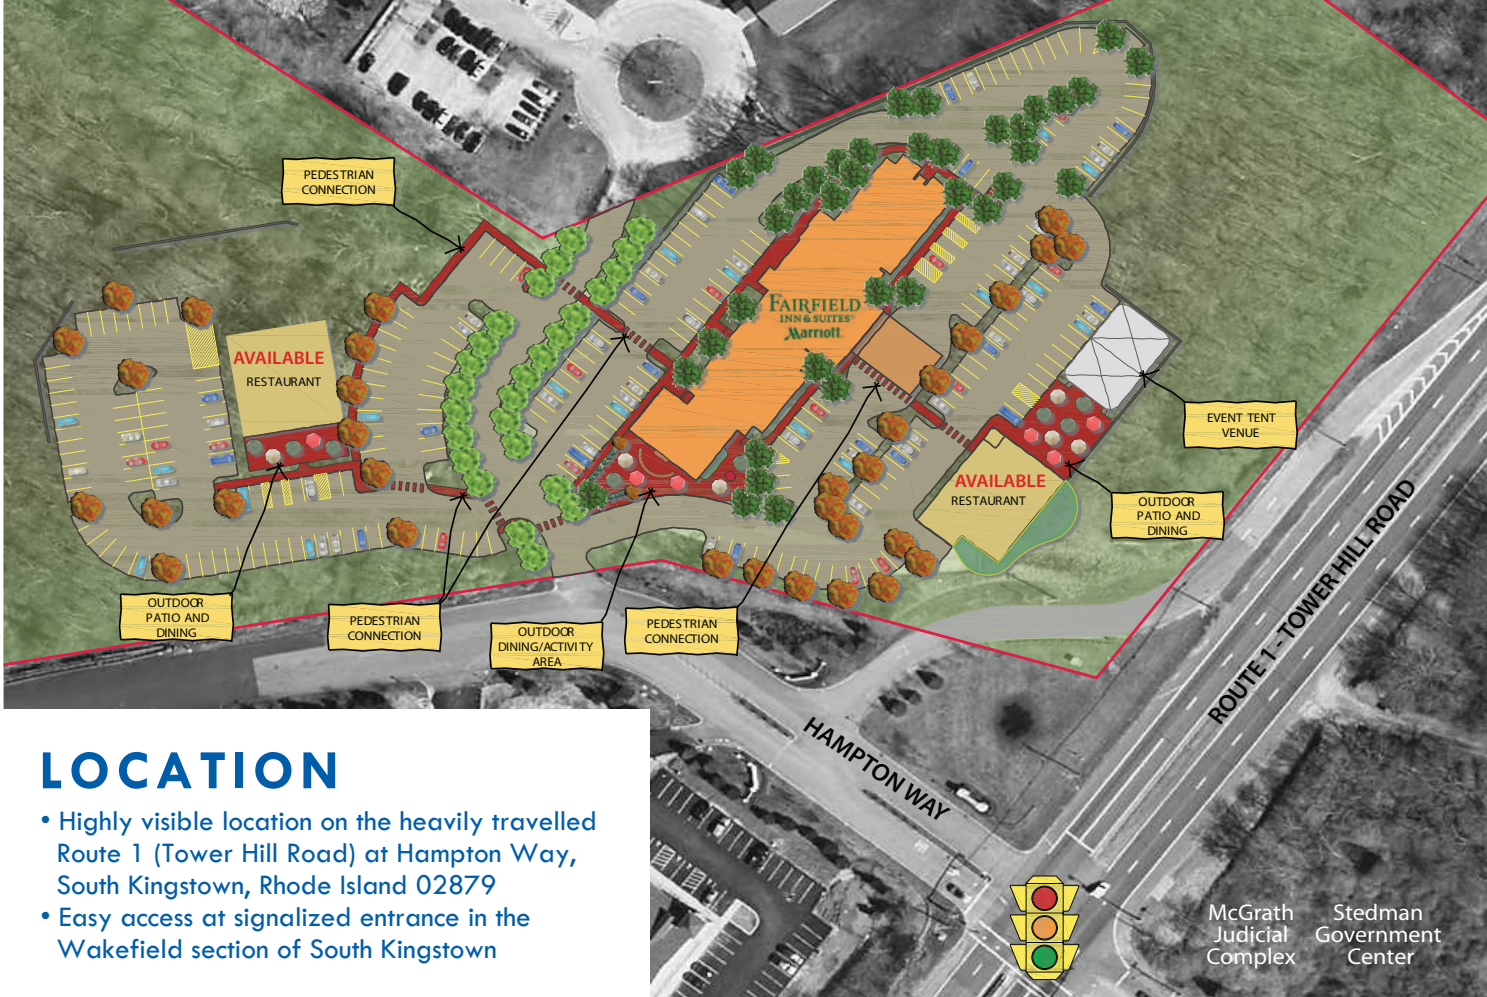 PEDESTRIAN
CONNECTION
FAIRFIELD
INN & SUITES®
Marriott.
AVAILABLE
RESTAURANT
EVENT TENT
VENUE
AVAILABLE
RESTAURANT
OUTDOOR
PATIO AND
DINING
OUTDOOR
PATIO AND
DINING
PEDESTRIAN
CONNECTION
OUTDOOR
DINING/ACTIVITY
AREA
PEDESTRIAN
CONNECTION
ROUTE 1 - TOWER HILL ROAD
HAMPTON WAY
LOCATION
• Highly visible location on the heavily travelled
Route 1 (Tower Hill Road) at Hampton Way,
South Kingstown, Rhode Island 02879
• Easy access at signalized entrance in the
Wakefield section of South Kingstown
McGrath
Judicial
Complex
Stedman
Government
Center